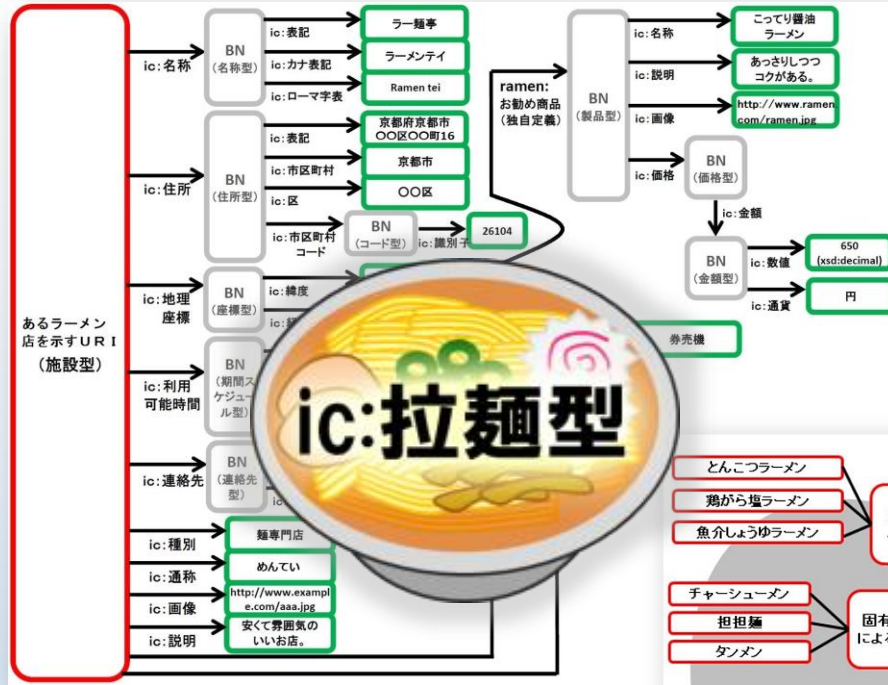 あるラーメン
店を示すＵＲＩ
（施設型）
ic:名称
BN
(名称型)
ic:表記
ラー麺亭
ic:カナ表記
ラーメンテイ
ic:ローマ字表
Ramen tei
ic:住所
BN
(住所型)
ic:表記
京都府京都市
〇〇区〇〇町16
ic:市区町村
京都市
ic:区
〇〇区
ic:市区町村
コード
BN
(コード型)
ic:識別子
26104
ic:地理
座標
BN
(座標型)
ic:緯度
ic:利用
可能時間
BN
(期間ス
ケジュー
ル型)
ic:連絡先
BN
(連絡先
型)
ic:種別
麺専門店
ic:通称
めんてい
ic:画像
http://www.exampl
e.com/aaa.jpg
ic:説明
安くて雰囲気の
いいお店。
ramen:
お勧め商品
（独自定義）
BN
(製品型)
ic:名称
こってり醤油
ラーメン
ic:説明
あっさりしつつ
コクがある。
ic:画像
http://www.ramen.
com/ramen.jpg
ic:価格
BN
(価格型)
ic:金額
BN
(金額型)
ic:数値
650
(xsd:decimal)
ic:通貨
円
券売機
ic:拉麺型
とんこつラーメン
鶏がら塩ラーメン
魚介しょうゆラーメン
チャーシューメン
担担麺
タンメン
固有
によ